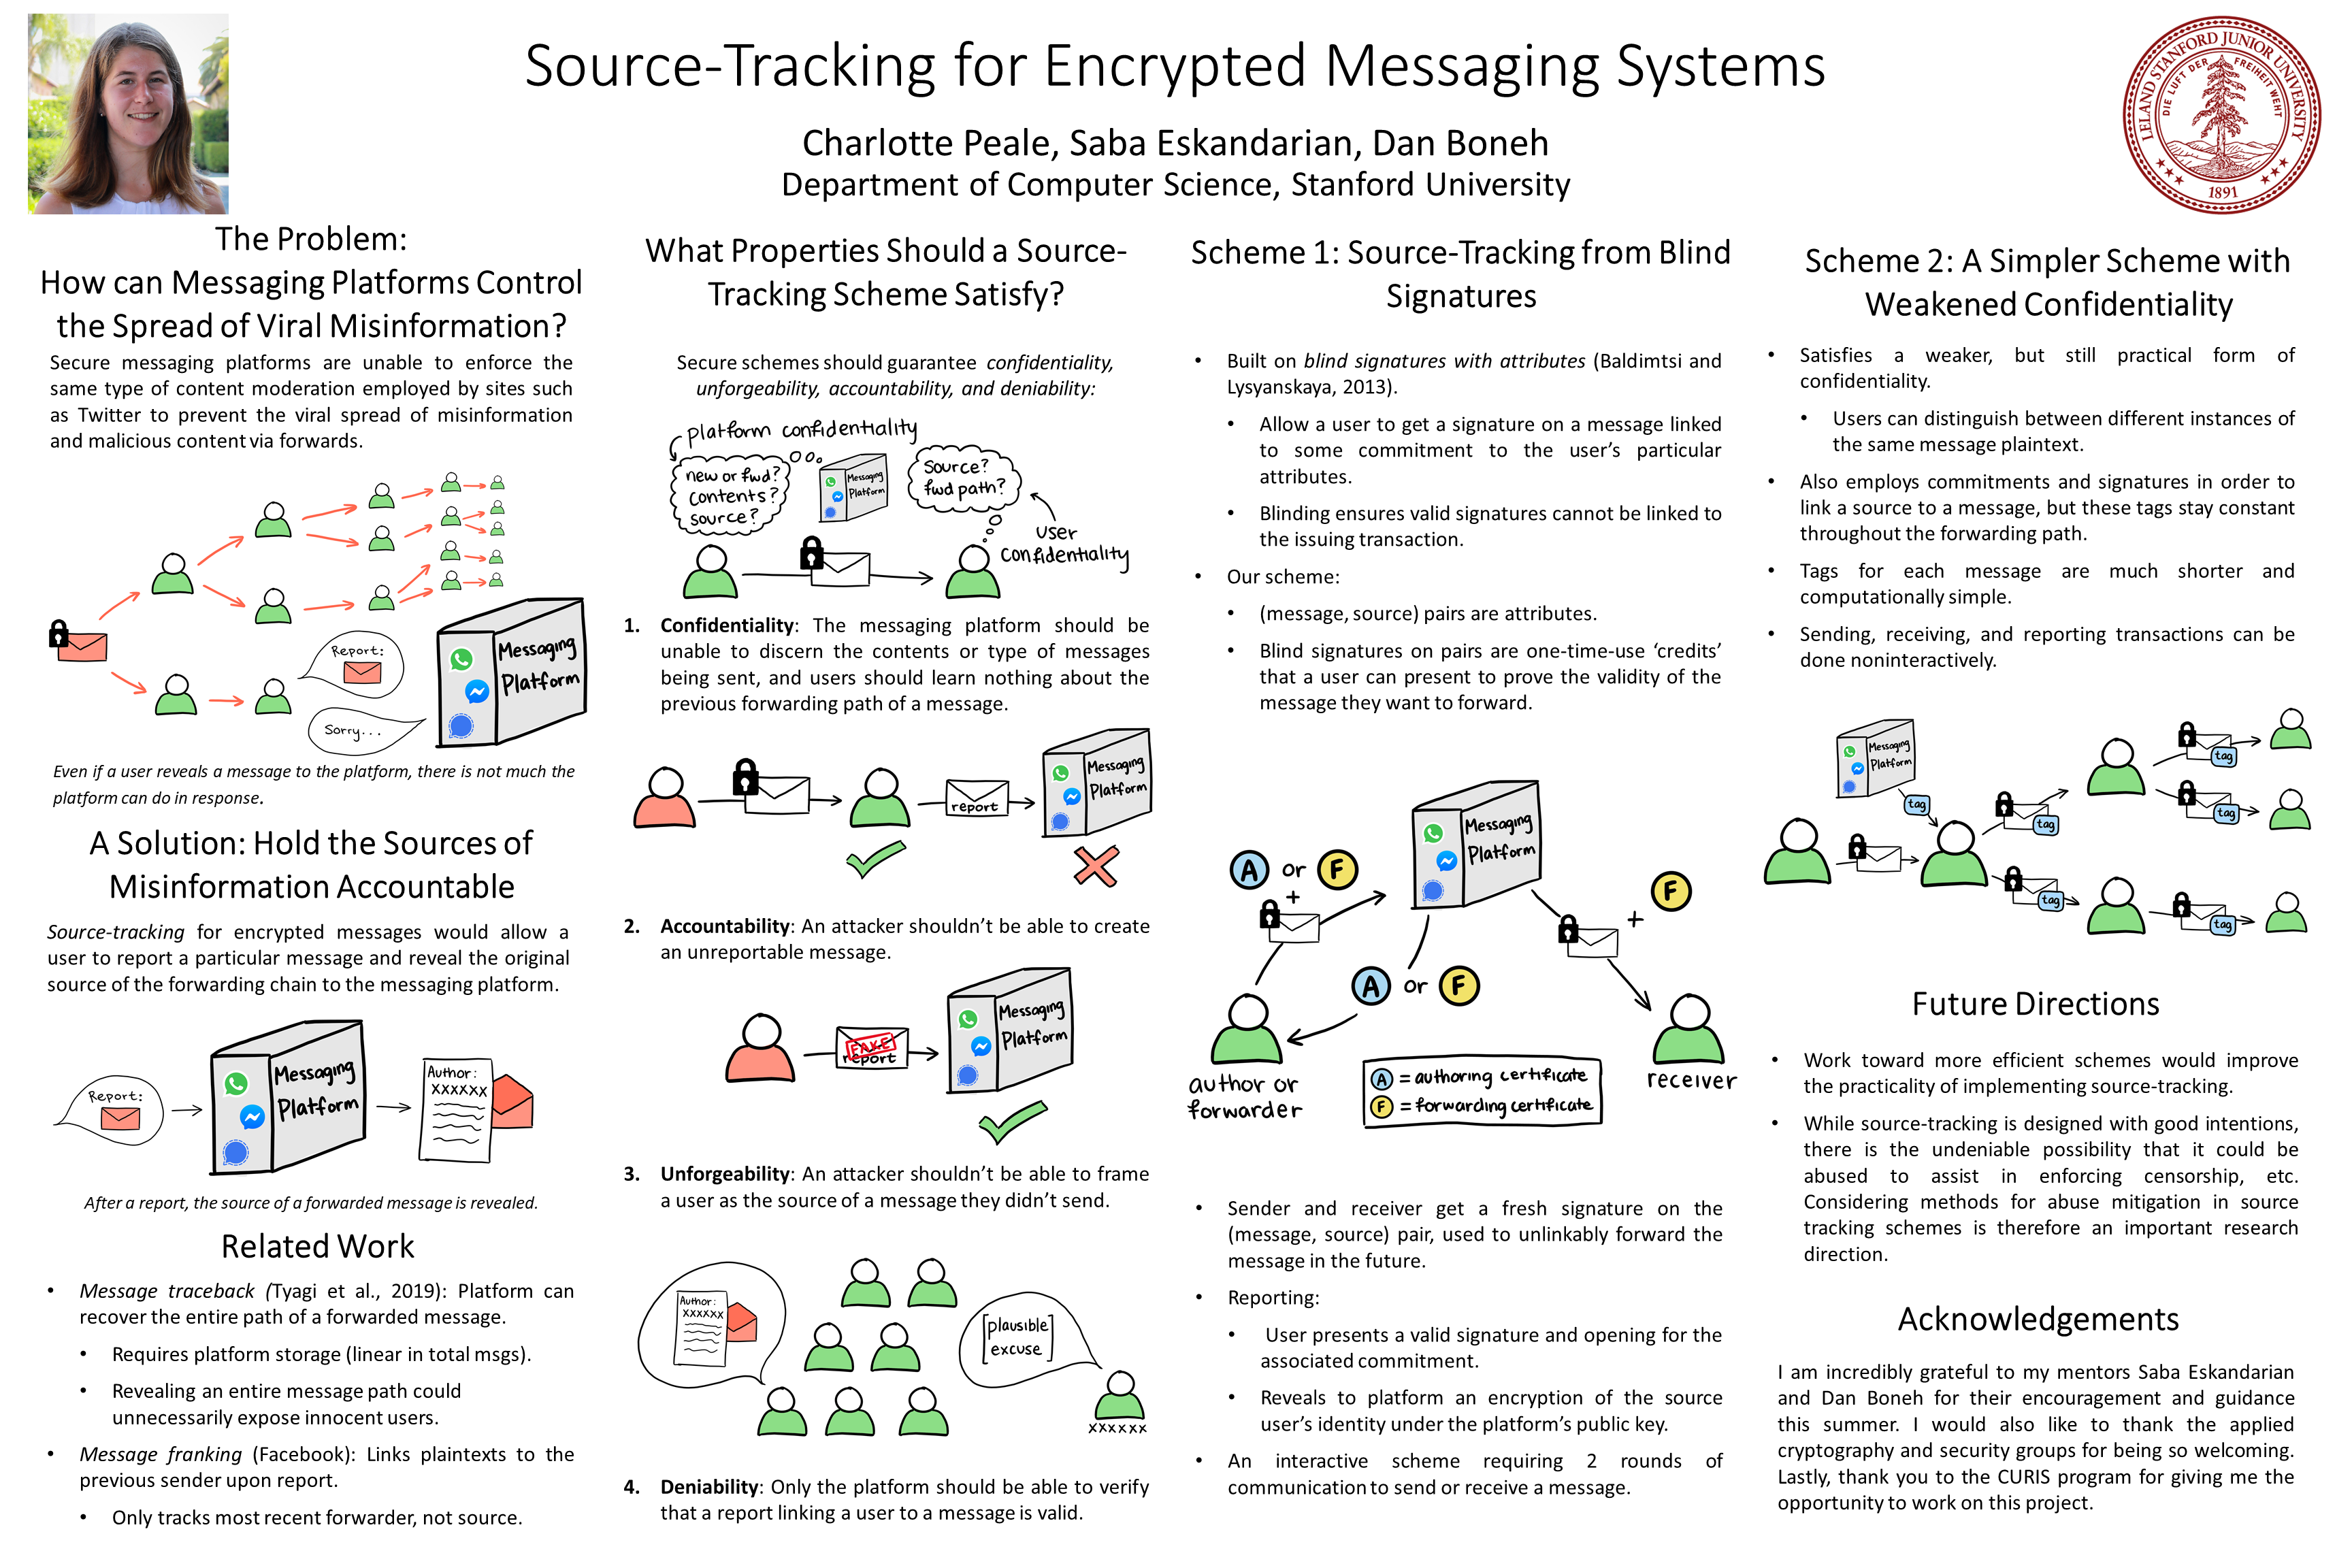 Source-Tracking for Encrypted Messaging Systems
Charlotte Peale, Saba Eskandarian, Dan Boneh
Department of Computer Science, Stanford University
LELAND STANFORD JUNIOR UNIVERSITY
DIE LUFT DER FREIHEIT WEHT
1891
The Problem:
How can Messaging Platforms Control
the Spread of Viral Misinformation?
Secure messaging platforms are unable to enforce the
same type of content moderation employed by sites such
as Twitter to prevent the viral spread of misinformation
and malicious content via forwards.
Report:
Sorry...
Messaging
Platform
Even if a user reveals a message to the platform, there is not much the
platform can do in response.
A Solution: Hold the Sources of
Misinformation Accountable
Source-tracking for encrypted messages would allow a
user to report a particular message and reveal the original
source of the forwarding chain to the messaging platform.
Report:
Messaging
Platform
Author:
XXXXXX
After a report, the source of a forwarded message is revealed.
Related Work
• Message traceback (Tyagi et al., 2019): Platform can
recover the entire path of a forwarded message.
• Requires platform storage (linear in total msgs).
• Revealing an entire message path could
unnecessarily expose innocent users.
• Message franking (Facebook): Links plaintexts to the
previous sender upon report.
• Only tracks most recent forwarder, not source.
What Properties Should a Source-
Tracking Scheme Satisfy?
Secure schemes should guarantee confidentiality,
unforgeability, accountability, and deniability:
platform confidentiality
new or fwd?
contents?
source?
Messaging
Platform
Source?
fwd path?
user
confidentiality
1. Confidentiality: The messaging platform should be
unable to discern the contents or type of messages
being sent, and users should learn nothing about the
previous forwarding path of a message.
report
Messaging
Platform
2. Accountability: An attacker shouldn't be able to create
an unreportable message.
FAKE
report
Messaging
Platform
3. Unforgeability: An attacker shouldn't be able to frame
a user as the source of a message they didn't send.
Author:
XXXXXX
[plausible
excuse]
XXXXXX
4. Deniability: Only the platform should be able to verify
that a report linking a user to a message is valid.
Scheme 1: Source-Tracking from Blind
Signatures
• Built on blind signatures with attributes (Baldimtsi and
Lysyanskaya, 2013).
• Allow a user to get a signature on a message linked
to some commitment to the user's particular
attributes.
• Blinding ensures valid signatures cannot be linked to
the issuing transaction.
• Our scheme:
• (message, source) pairs are attributes.
• Blind signatures on pairs are one-time-use ‘credits’
that a user can present to prove the validity of the
message they want to forward.
Messaging
Platform
A or F
+
+ F
A or F
author or
forwarder
A = authoring certificate
F = forwarding certificate
receiver
• Sender and receiver get a fresh signature on the
(message, source) pair, used to unlinkably forward the
message in the future.
• Reporting:
• User presents a valid signature and opening for the
associated commitment.
• Reveals to platform an encryption of the source
user's identity under the platform's public key.
• An interactive scheme requiring 2 rounds of
communication to send or receive a message.
Scheme 2: A Simpler Scheme with
Weakened Confidentiality
• Satisfies a weaker, but still practical form of
confidentiality.
• Users can distinguish between different instances of
the same message plaintext.
• Also employs commitments and signatures in order to
link a source to a message, but these tags stay constant
throughout the forwarding path.
• Tags for each message are much shorter and
computationally simple.
• Sending, receiving, and reporting transactions can be
done noninteractively.
Messaging
Platform
tag
tag
tag
tag
tag
tag
Future Directions
• Work toward more efficient schemes would improve
the practicality of implementing source-tracking.
• While source-tracking is designed with good intentions,
there is the undeniable possibility that it could be
abused to assist in enforcing censorship, etc.
Considering methods for abuse mitigation in source
tracking schemes is therefore an important research
direction.
Acknowledgements
I am incredibly grateful to my mentors Saba Eskandarian
and Dan Boneh for their encouragement and guidance
this summer. I would also like to thank the applied
cryptography and security groups for being so welcoming.
Lastly, thank you to the CURIS program for giving me the
opportunity to work on this project.